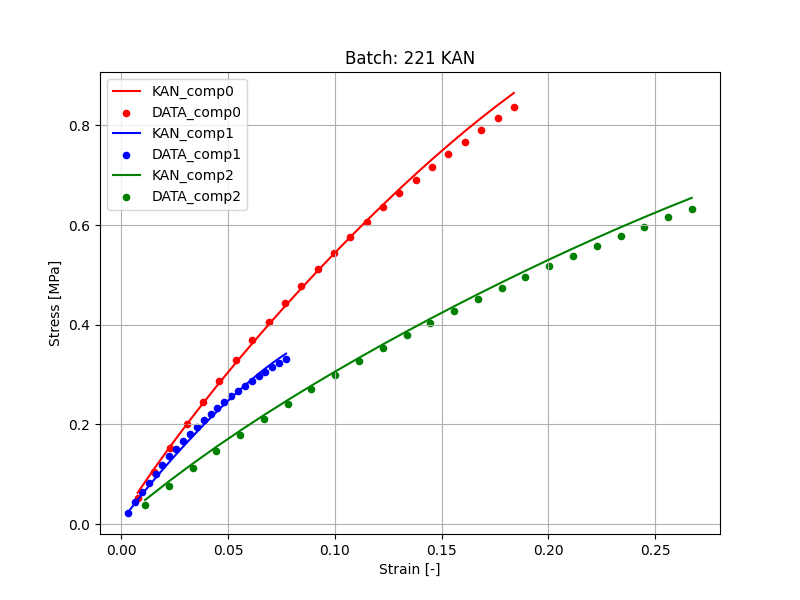 Batch: 221 KAN
KAN_comp0
DATA_comp0
KAN_comp1
DATA_comp1
KAN_comp2
DATA_comp2
Stress [MPa]
0.8
0.6
0.4
0.2
0.0
0.00 0.05 0.10 0.15 0.20 0.25
Strain [-]